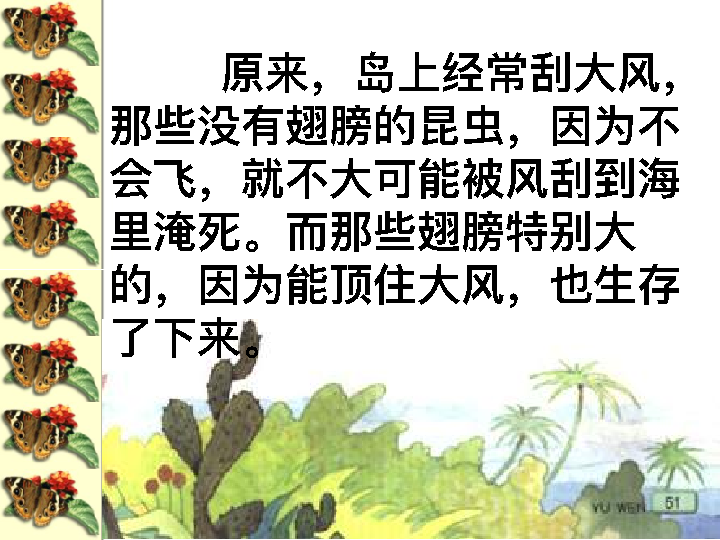 原来，岛上经常刮大风，
那些没有翅膀的昆虫，因为不
会飞，就不大可能被风刮到海
里淹死。而那些翅膀特别大
的，因为能顶住大风，也生存
了下来。
YU WEN 51